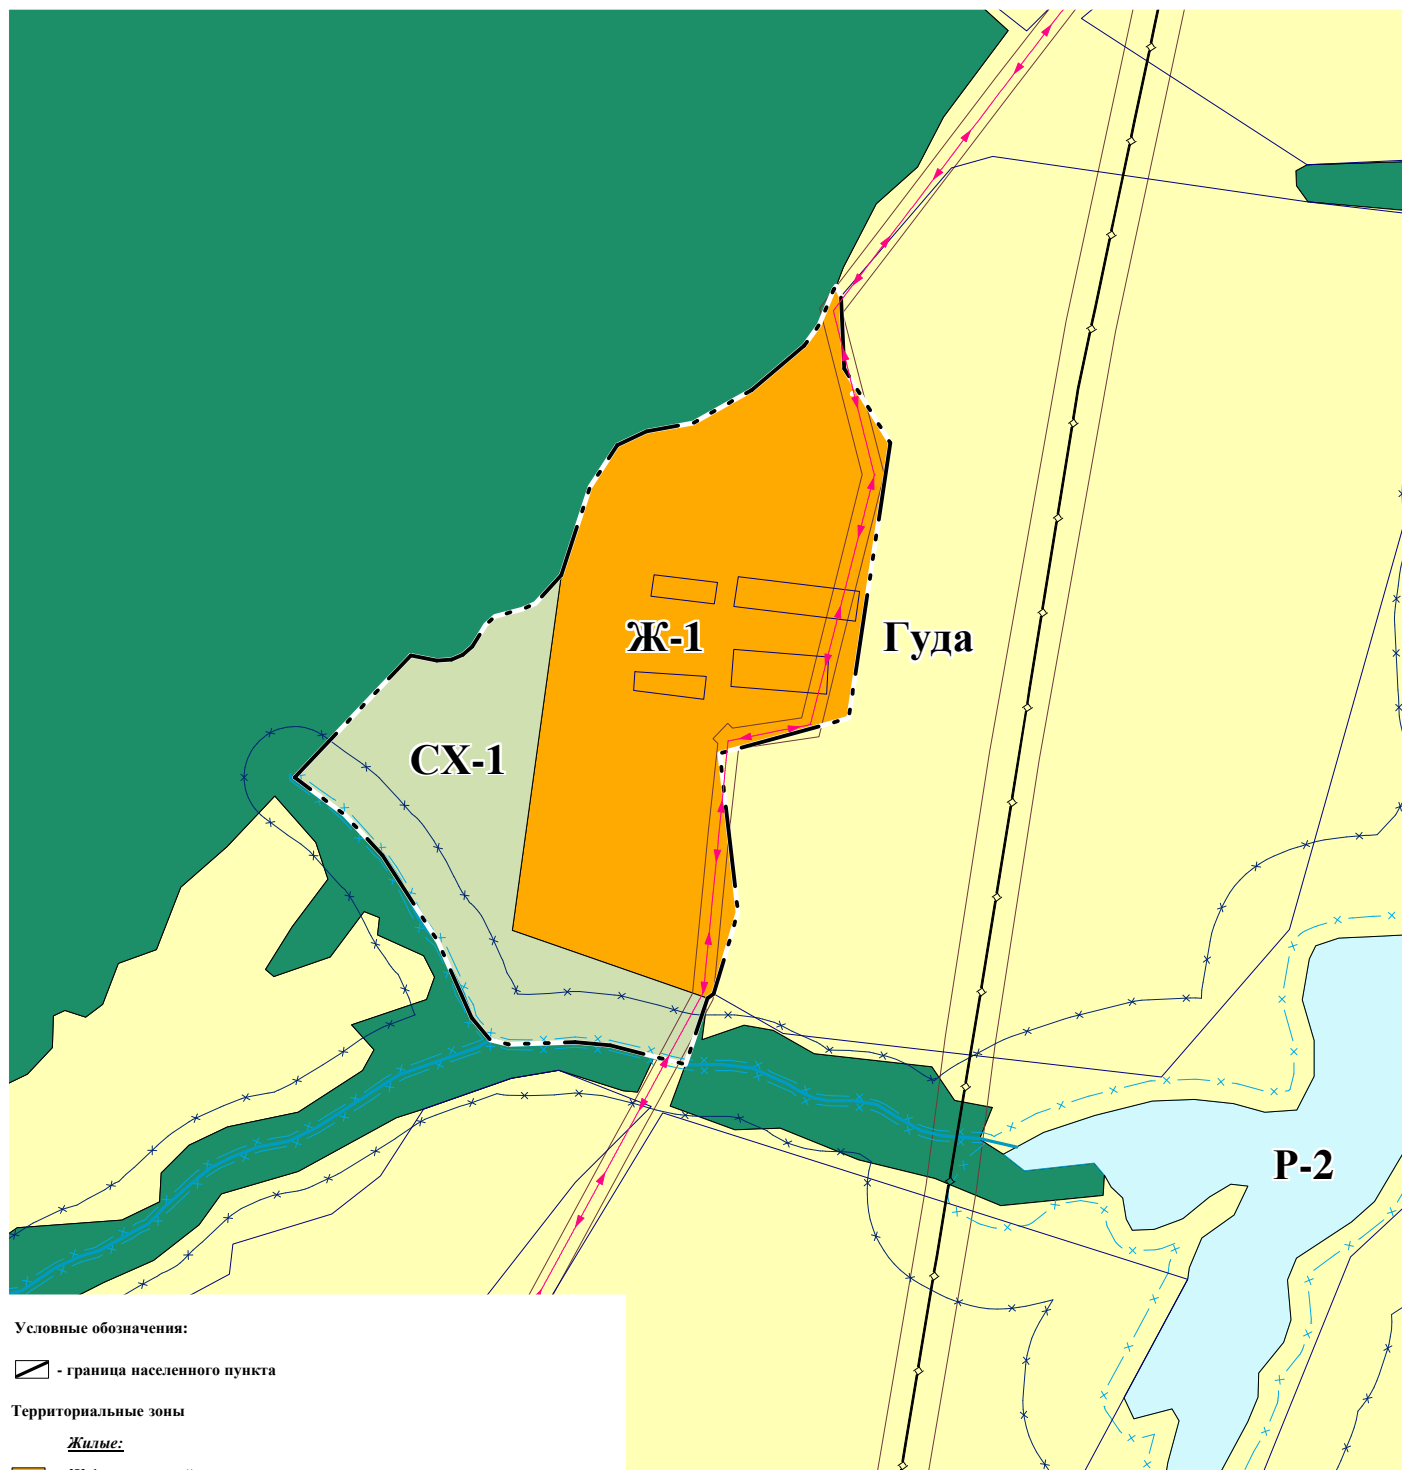 Ж-1
Гуда
СХ-1
Р-2
Условные обозначения:
- граница населенного пункта
Территориальные зоны
Жилые: